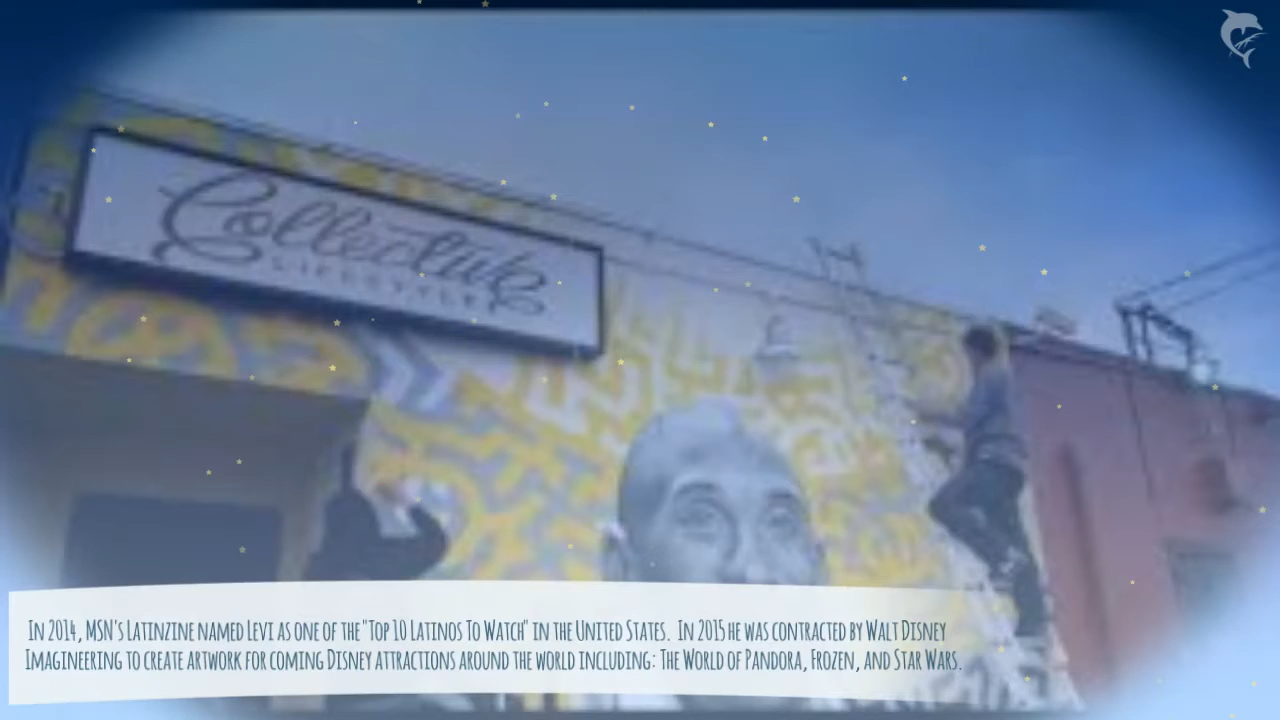 Collective
LIFESTYLE
IN 2014, MSN'S LATINZINE NAMED LEVI AS ONE OF THE "TOP 10 LATINOS TO WATCH" IN THE UNITED STATES. IN 2015 HE WAS CONTRACTED BY WALT DISNEY
IMAGINEERING TO CREATE ARTWORK FOR COMING DISNEY ATTRACTIONS AROUND THE WORLD INCLUDING: THE WORLD OF PANDORA, FROZEN, AND STAR WARS.